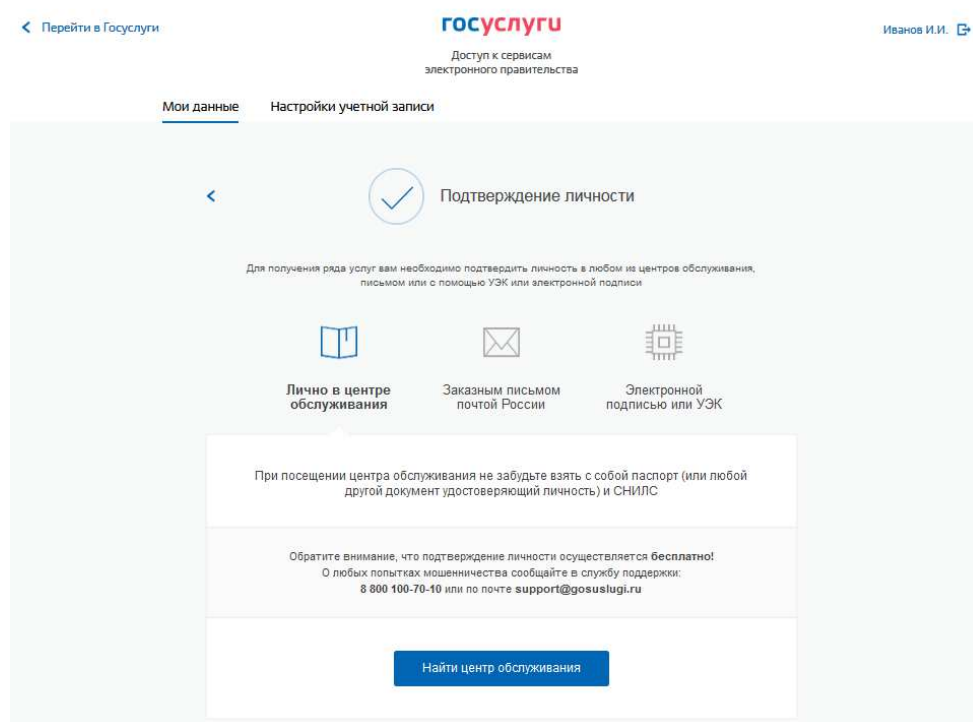 Перейти в Госуслуги
госуслуги
Иванов И.И.
Доступ к сервисам
электронного правительства
Мои данные
Настройки учетной записи
Подтверждение личности
Для получения ряда услуг вам необходимо подтвердить личность в любом из центров обслуживания,
письмом или с помощью УЭК или электронной подписи
Лично в центре
обслуживания
Заказным письмом
почтой России
Электронной
подписью или УЭК
При посещении центра обслуживания не забудьте взять с собой паспорт (или любой
другой документ удостоверяющий личность) и СНИЛС
Обратите внимание, что подтверждение личности осуществляется бесплатно!
О любых попытках мошенничества сообщайте в службу поддержки:
8 800 100-70-10 или по почте support@gosuslugi.ru
Найти центр обслуживания